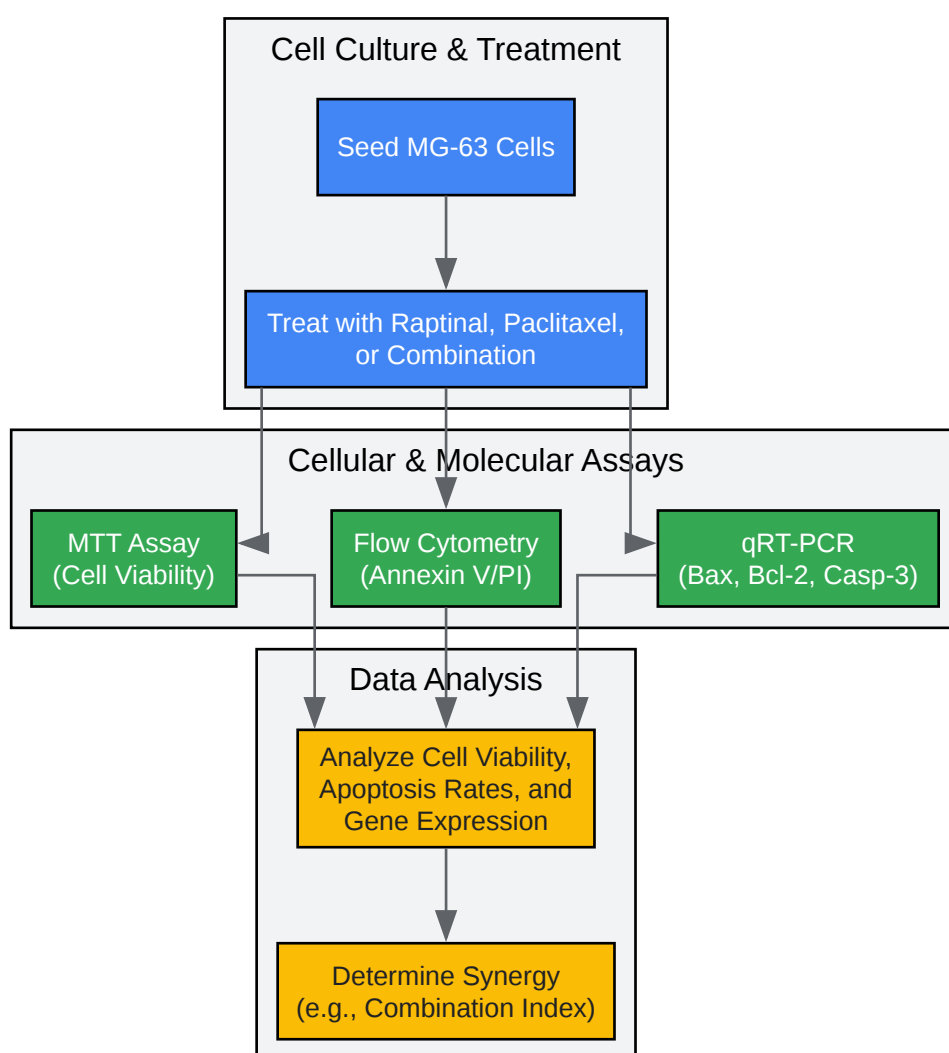 Cell Culture & Treatment
Seed MG-63 Cells
Treat with Raptinal, Paclitaxel,
or Combination
Cellular & Molecular Assays
MTT Assay
(Cell Viability)
Flow Cytometry
(Annexin V/PI)
qRT-PCR
(Bax, Bcl-2, Casp-3)
Data Analysis
Analyze Cell Viability,
Apoptosis Rates, and
Gene Expression
Determine Synergy
(e.g., Combination Index)